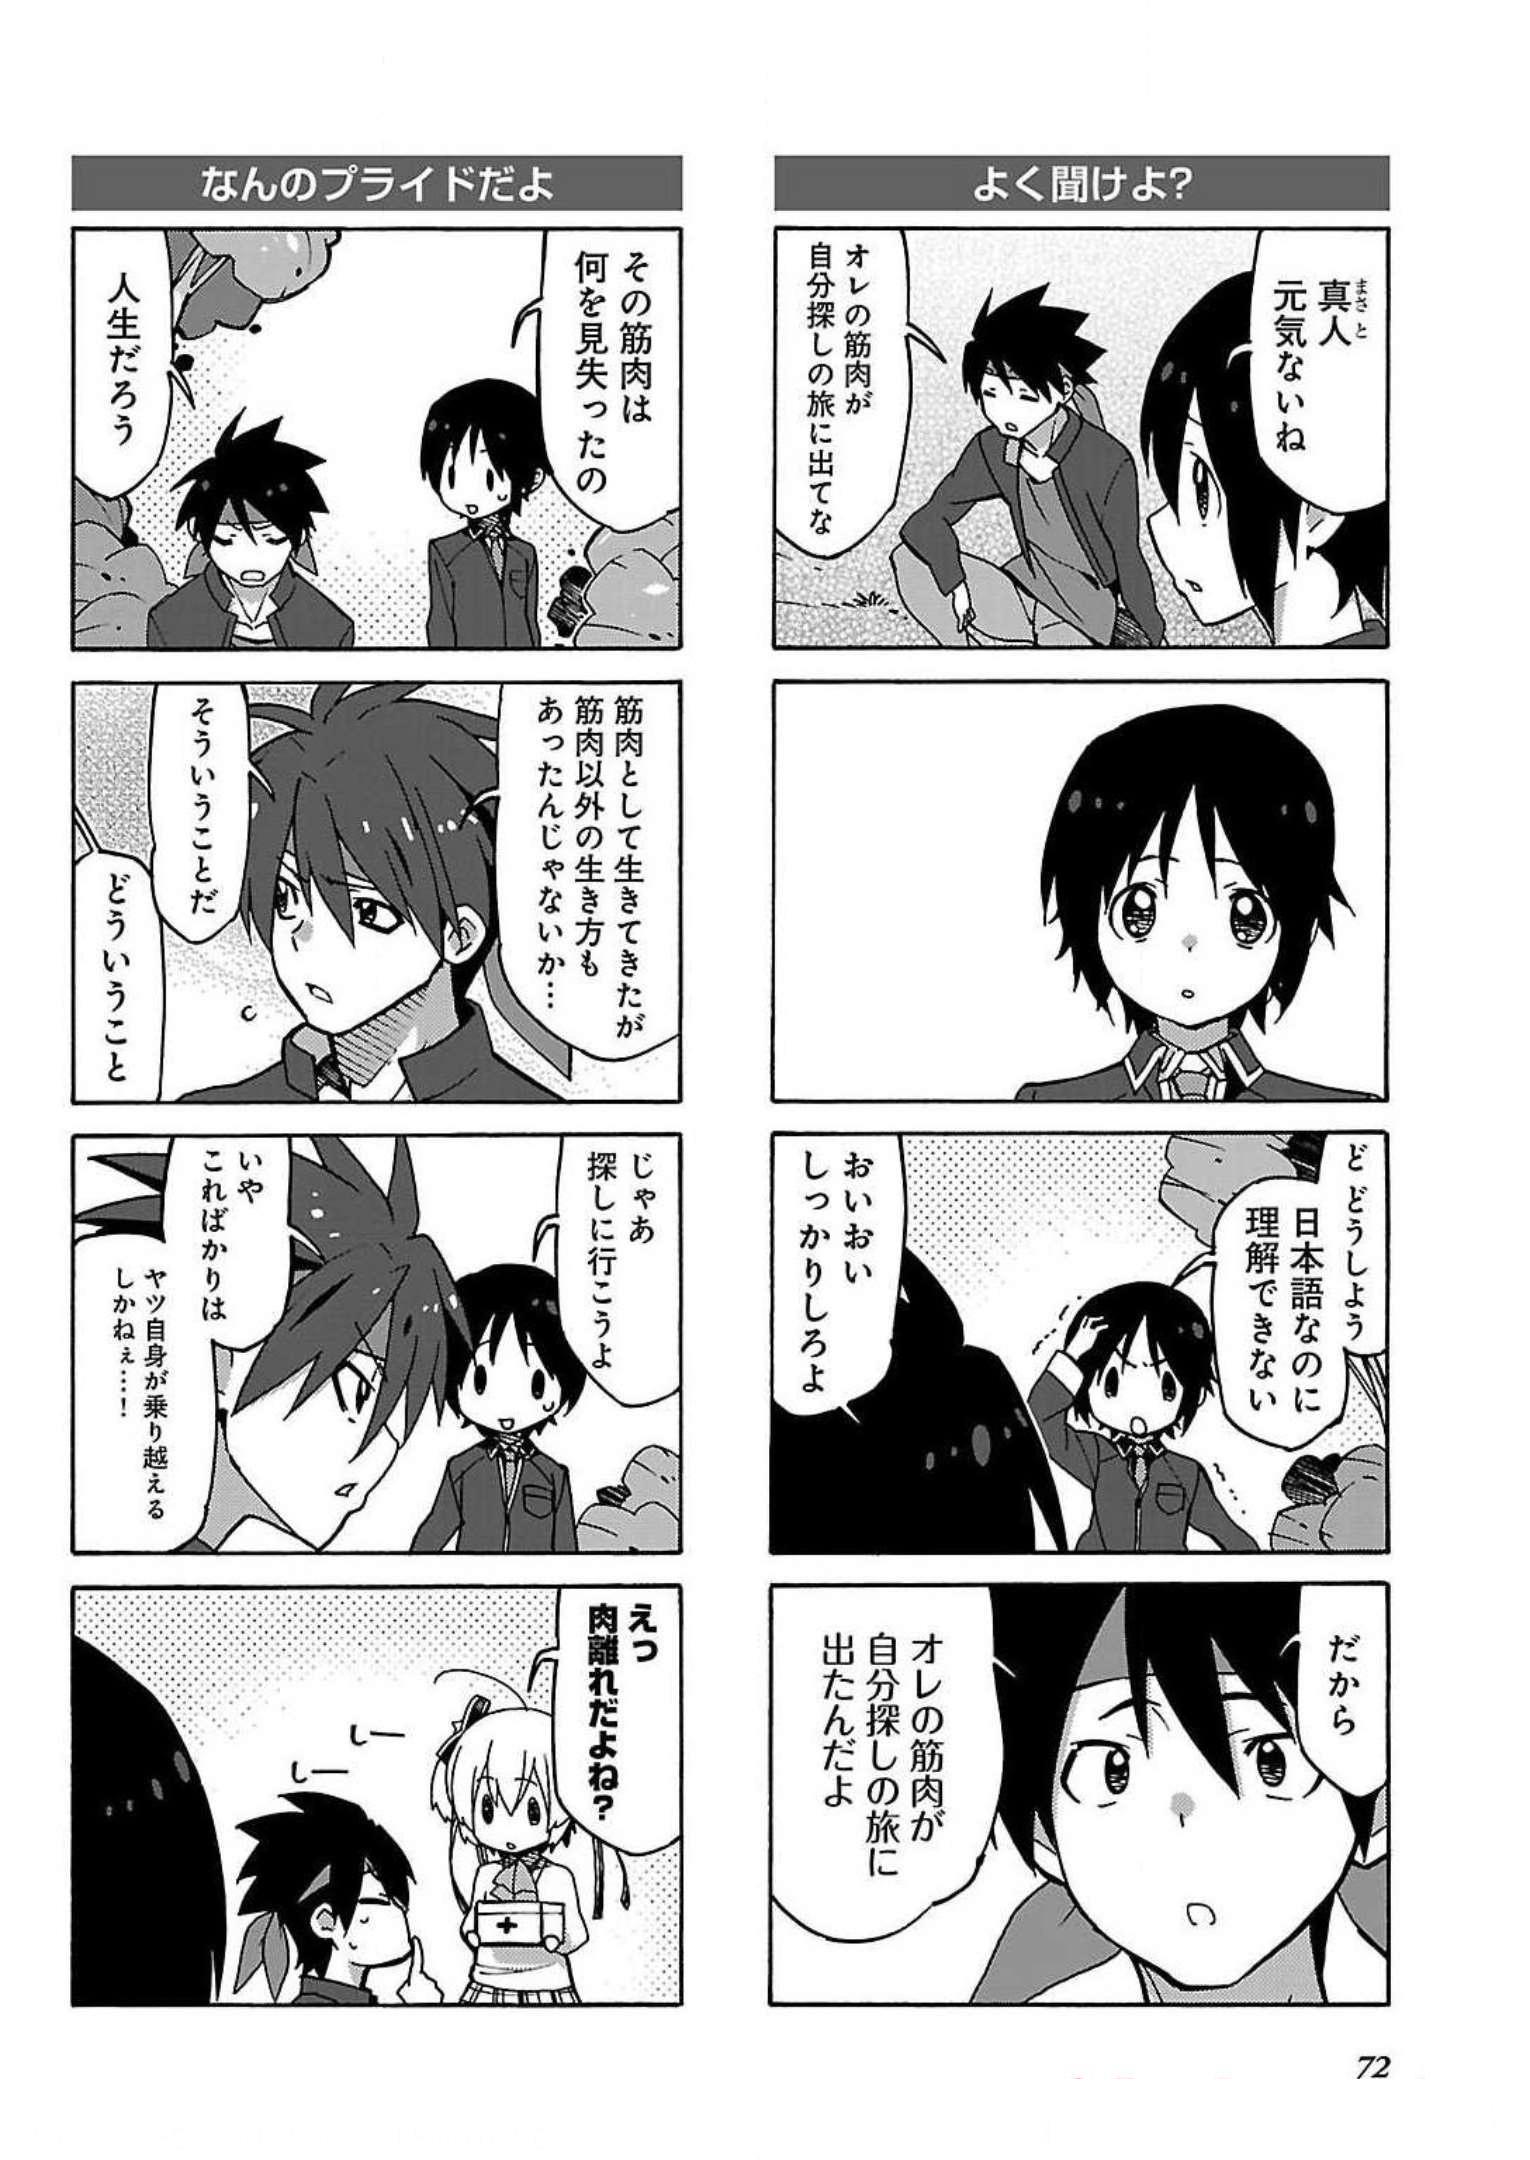 よく聞けよ?
真人
まさと
元気ないね
オレの筋肉が
自分探しの旅に出てな
どどうしよう
日本語なのに
理解できない
おいおい
しっかりしろよ
だから
オレの筋肉が
自分探しの旅に
出たんだよ
なんのプライドだよ
その筋肉は
何を見失ったの
人生だろう
筋肉として生きてきたが
筋肉以外の生き方も
あったんじゃないか…
そういうことだ
どういうこと
じゃあ
探しに行こうよ
いや
こればかりは
ヤツ自身が乗り越える
しかねぇ…!
えっ
肉離れだよね?
しー
しー
72